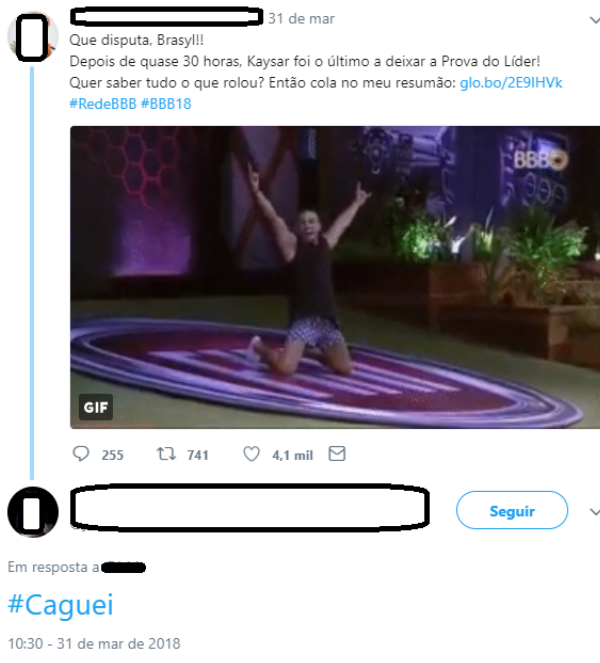 31 de mar
Que disputa, Brasyl!!
Depois de quase 30 horas, Kaysar foi o último a deixar a Prova do Líder!
Quer saber tudo o que rolou? Então cola no meu resumão: glo.bo/2E9IHVk
#RedeBBB #BBB18
BBB
GIF
255 741 4,1 mil
Seguir
Em resposta a
#Caguei
10:30 - 31 de mar de 2018